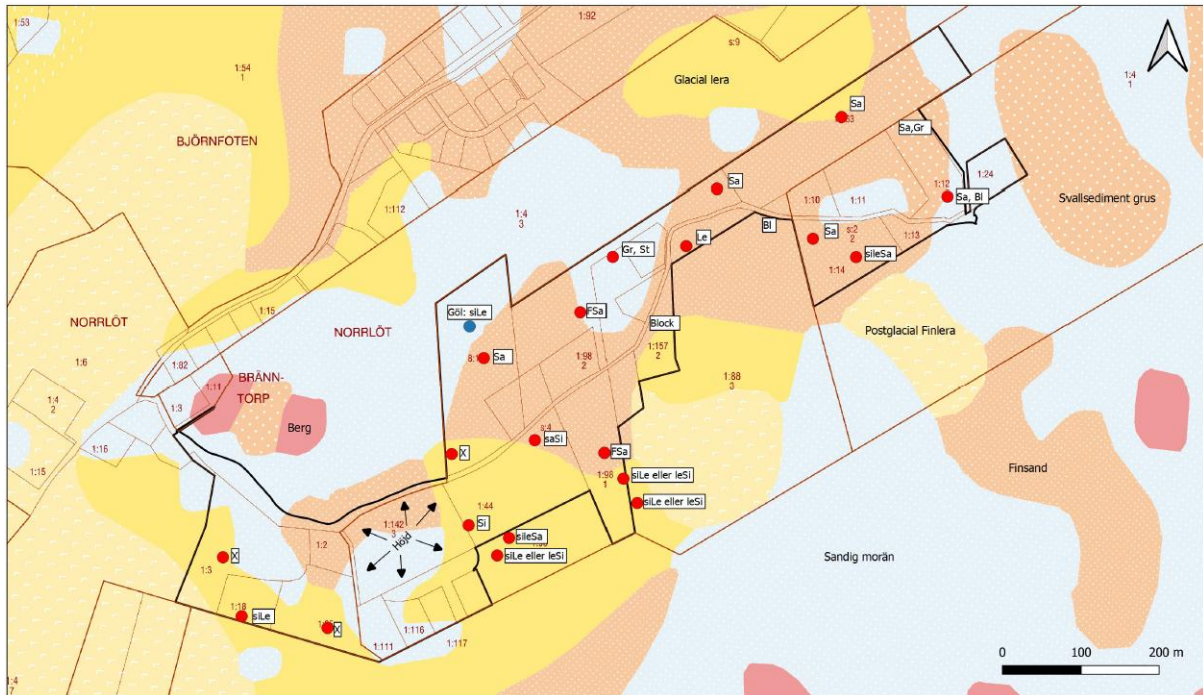 1:53
1:92
s:9
Glacial lera
1:4
1
1:54
1
BJÖRNFOTEN
Sa
Sa,Gr
1:24
1:12
Sa, Bl
Svallsediment grus
1:10
1:11
Sa
1:112
1:4
3
Bl
Sa
s:2
2
1:13
Le
Gr, St
sileSa
1:14
1:15
NORRLÖT
NORRLÖT
1:6
Göl: siLe
FSa
Block
Postglacial Finlera
Sa
1:98
2
1:157
2
1:88
3
1:82
1:11
BRÄNN-
TORP
1:3
Berg
1:4
2
1:16
1:15
s:4
saSi
X
FSa
Finsand
1:98
1
siLe eller leSi
siLe eller leSi
1:44
Si
1:142
3
Höjd
sileSa
siLe eller leSi
1:2
X
1:3
Sandig morän
1:18
siLe
X
1:116
1:111
1:117
1:4
7
0 100 200 m